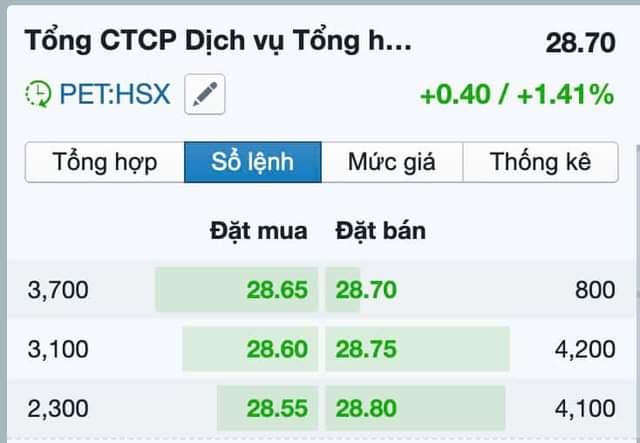 Tổng CTCP Dịch vụ Tổng h... 28.70
PET:HSX +0.40 / +1.41%
Tổng hợp Sổ lệnh Mức giá Thống kê
Đặt mua Đặt bán
3,700 28.65 28.70 800
3,100 28.60 28.75 4,200
2,300 28.55 28.80 4,100